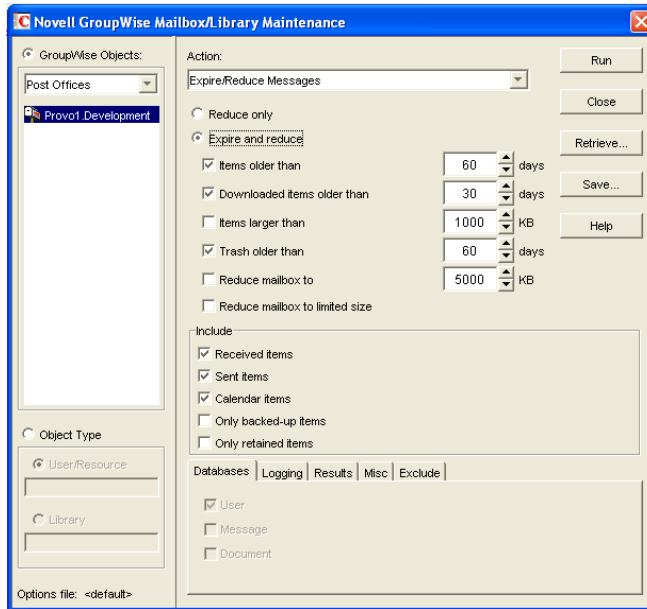 Novell GroupWise Mailbox/Library Maintenance
GroupWise Objects:
Post Offices
Provo1.Development
Object Type
User/Resource
Library
Options file: <default>
Action:
Expire/Reduce Messages
Reduce only
Expire and reduce
Items older than 60 days
Downloaded items older than 30 days
Items larger than 1000 KB
Trash older than 60 days
Reduce mailbox to 5000 KB
Reduce mailbox to limited size
Include
Received items
Sent items
Calendar items
Only backed-up items
Only retained items
Databases Logging Results Misc Exclude
User
Message
Document
Run
Close
Retrieve...
Save...
Help